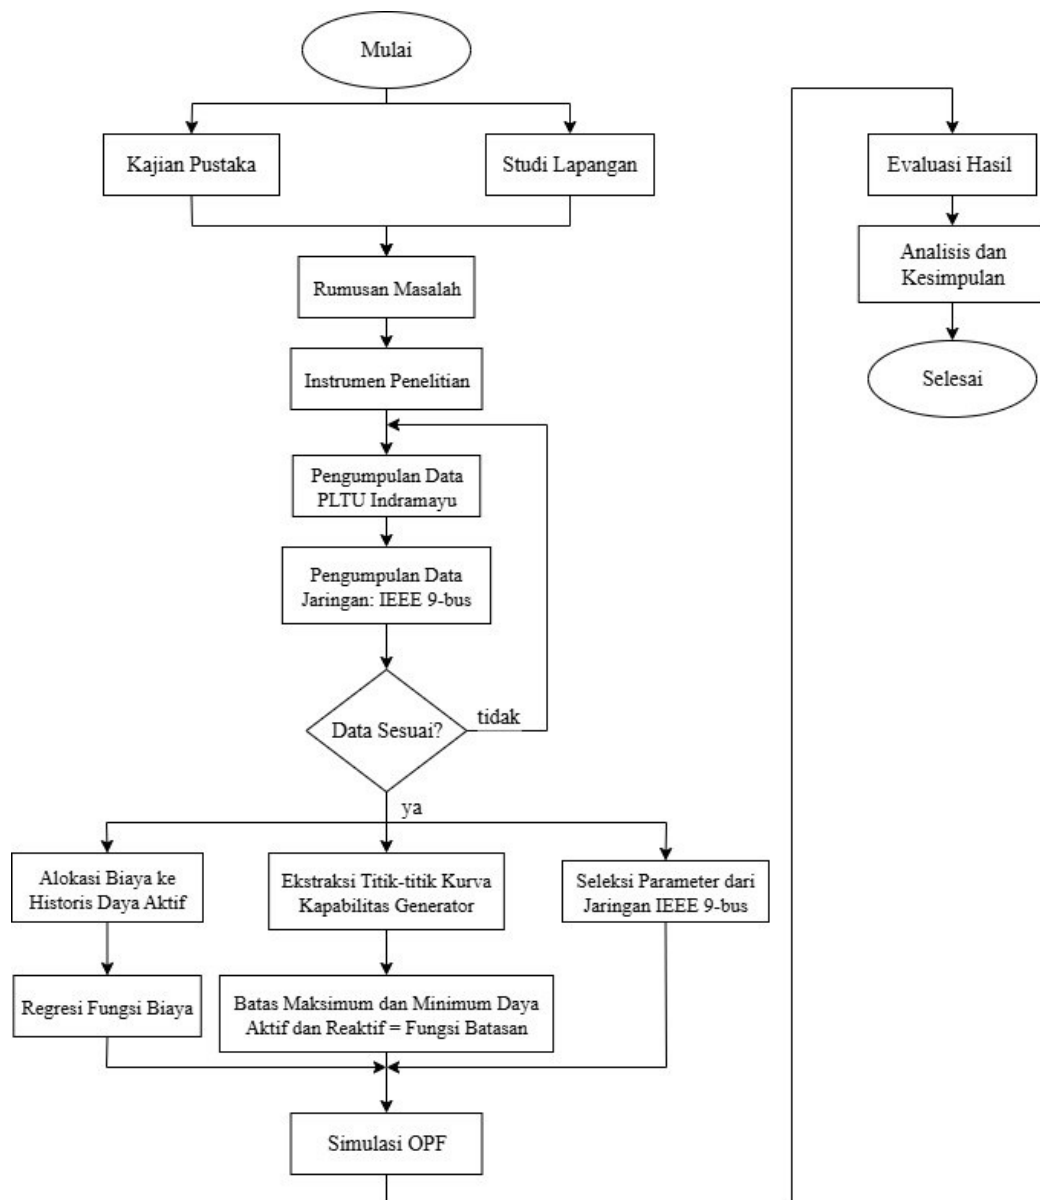 Mulai
Kajian Pustaka
Studi Lapangan
Rumusan Masalah
Instrumen Penelitian
Pengumpulan Data
PLTU Indramayu
Pengumpulan Data
Jaringan: IEEE 9-bus
Data Sesuai?
tidak
ya
Alokasi Biaya ke
Historis Daya Aktif
Ekstraksi Titik-titik Kurva
Kapabilitas Generator
Seleksi Parameter dari
Jaringan IEEE 9-bus
Regresi Fungsi Biaya
Batas Maksimum dan Minimum Daya
Aktif dan Reaktif = Fungsi Batasan
Simulasi OPF
Evaluasi Hasil
Analisis dan
Kesimpulan
Selesai